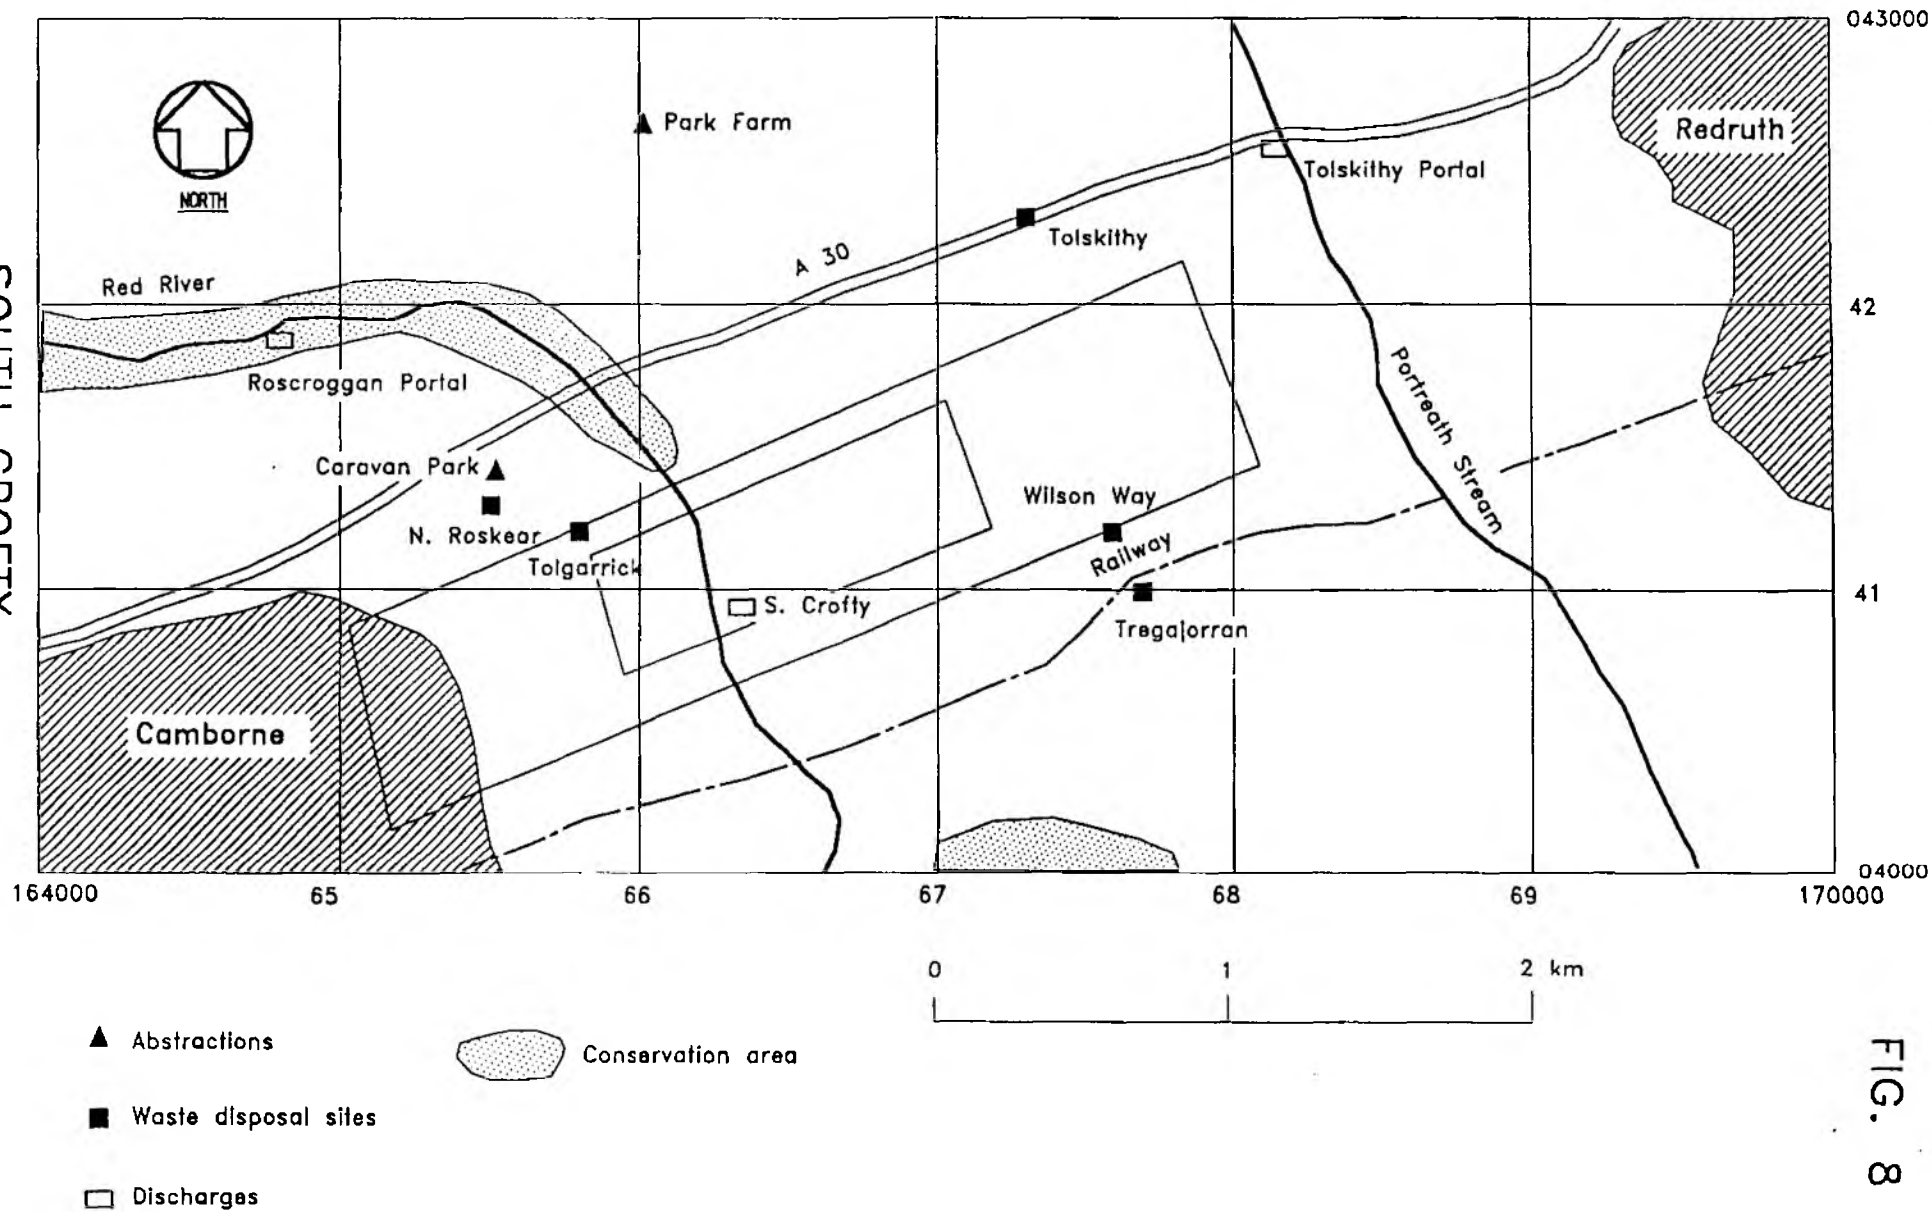 043000
Park Farm
Redruth
NORTH
Tolskithy Portal
Tolskithy
A 30
Red River
42
Roscroggan Portal
Portreath Stream
Caravan Park
N. Roskear
Wilson Way
Tolgarrick
Railway
41
S. Crofty
Tregajorran
Camborne
04000
164000
65
66
67
68
69
170000
0
1
2 km
Abstractions
Conservation area
Waste disposal sites
Discharges
FIG. 8